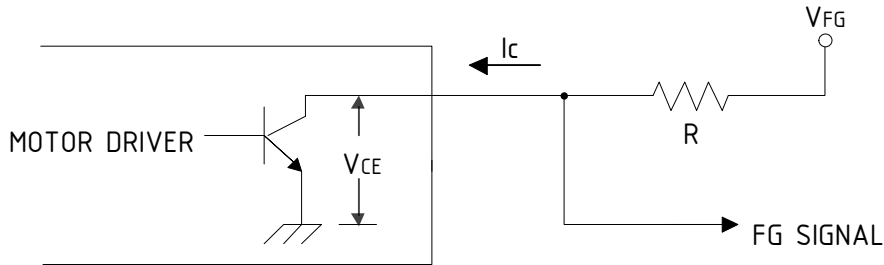 VFG
Ic
R
MOTOR DRIVER
VCE
FG SIGNAL